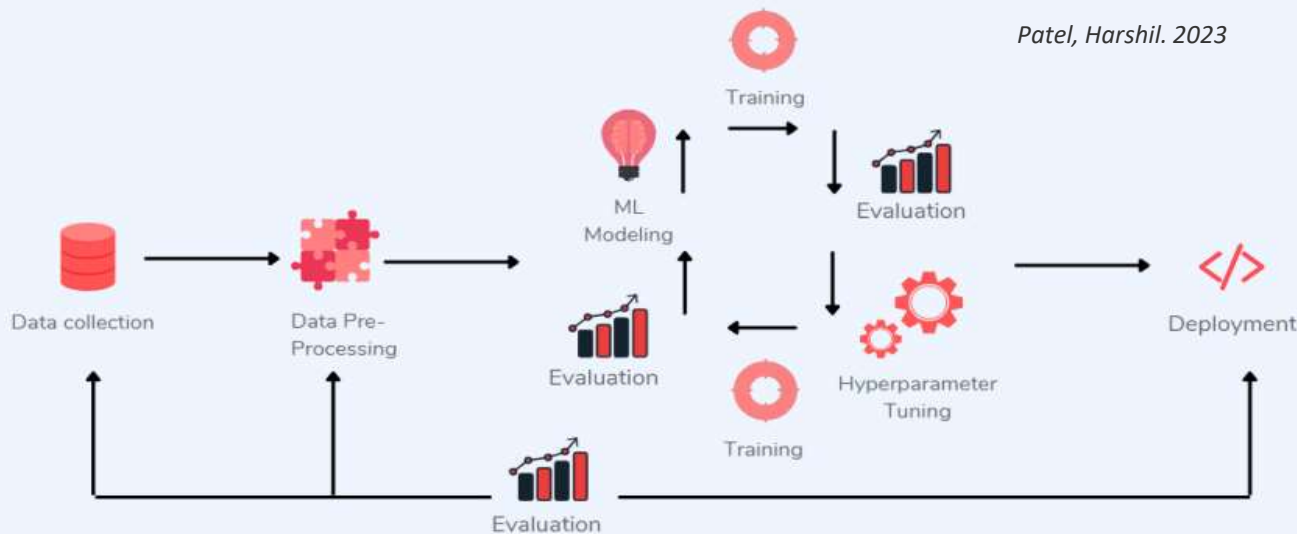 Patel, Harshil. 2023
Training
ML
Modeling
Evaluation
Data collection
Data Pre-
Processing
Evaluation
Training
Hyperparameter
Tuning
Deployment
Evaluation